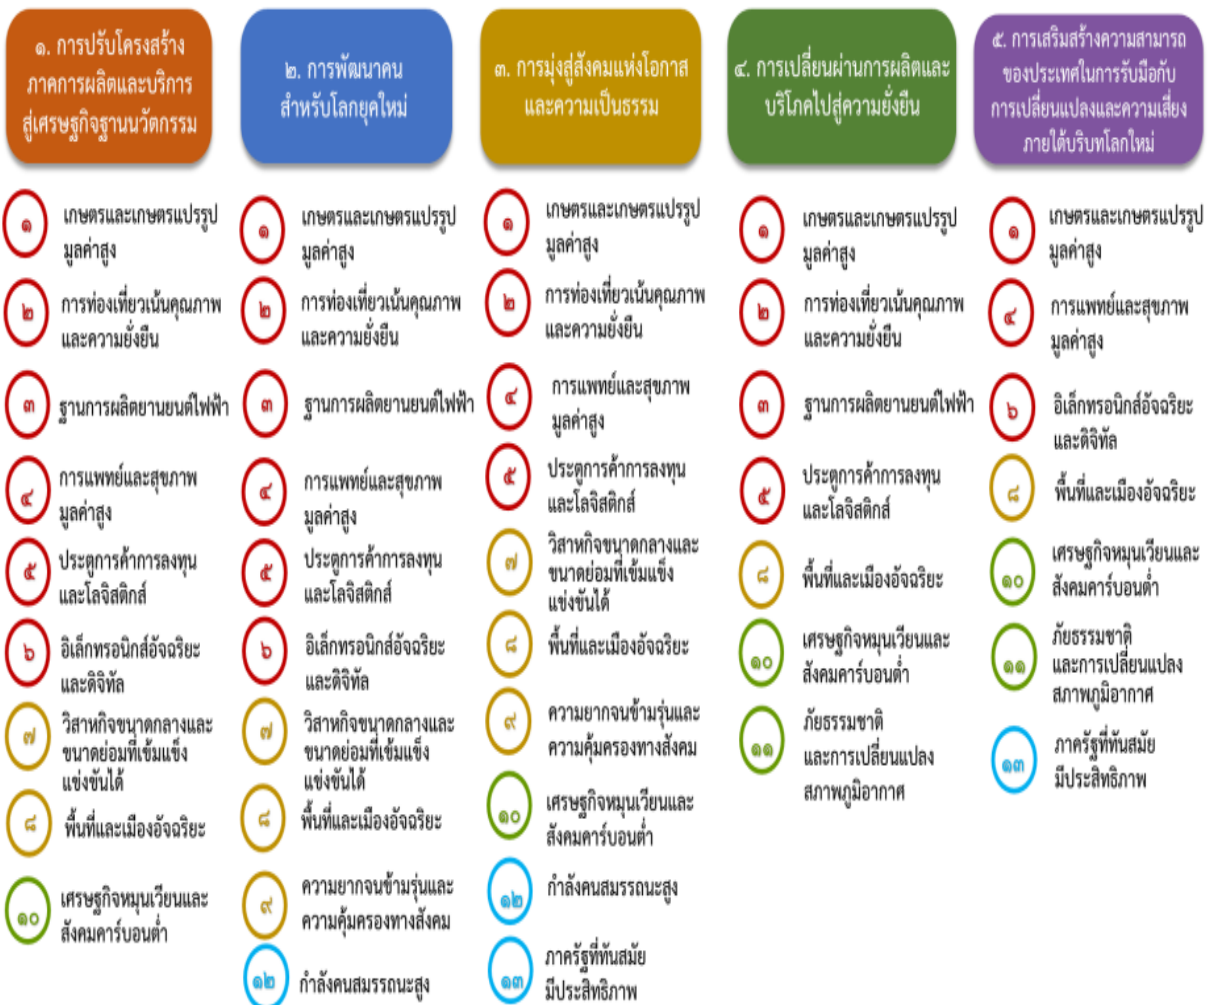 ๑. การปรับโครงสร้าง
ภาคการผลิตและบริการ
สู่เศรษฐกิจฐานนวัตกรรม
๑
เกษตรและเกษตรแปรรูป
มูลค่าสูง
๒
การท่องเที่ยวเน้นคุณภาพ
และความยั่งยืน
๓
ฐานการผลิตยานยนต์ไฟฟ้า
๔
การแพทย์และสุขภาพ
มูลค่าสูง
๕
ประตูการค้าการลงทุน
และโลจิสติกส์
๖
อิเล็กทรอนิกส์อัจฉริยะ
และดิจิทัล
๗
วิสาหกิจขนาดกลางและ
ขนาดย่อมที่เข้มแข็ง
แข่งขันได้
๘
พื้นที่และเมืองอัจฉริยะ
๑๐
เศรษฐกิจหมุนเวียนและ
สังคมคาร์บอนต่ำ
๒. การพัฒนาคน
สำหรับโลกยุคใหม่
๑
เกษตรและเกษตรแปรรูป
มูลค่าสูง
๒
การท่องเที่ยวเน้นคุณภาพ
และความยั่งยืน
๓
ฐานการผลิตยานยนต์ไฟฟ้า
๔
การแพทย์และสุขภาพ
มูลค่าสูง
๕
ประตูการค้าการลงทุน
และโลจิสติกส์
๖
อิเล็กทรอนิกส์อัจฉริยะ
และดิจิทัล
๗
วิสาหกิจขนาดกลางและ
ขนาดย่อมที่เข้มแข็ง
แข่งขันได้
๘
พื้นที่และเมืองอัจฉริยะ
๙
ความยากจนข้ามรุ่นและ
ความคุ้มครองทางสังคม
๑๒
กำลังคนสมรรถนะสูง
๓. การมุ่งสู่สังคมแห่งโอกาส
และความเป็นธรรม
๑
เกษตรและเกษตรแปรรูป
มูลค่าสูง
๒
การท่องเที่ยวเน้นคุณภาพ
และความยั่งยืน
๔
การแพทย์และสุขภาพ
มูลค่าสูง
๕
ประตูการค้าการลงทุน
และโลจิสติกส์
๗
วิสาหกิจขนาดกลางและ
ขนาดย่อมที่เข้มแข็ง
แข่งขันได้
๘
พื้นที่และเมืองอัจฉริยะ
๙
ความยากจนข้ามรุ่นและ
ความคุ้มครองทางสังคม
๑๐
เศรษฐกิจหมุนเวียนและ
สังคมคาร์บอนต่ำ
๑๒
กำลังคนสมรรถนะสูง
๑๓
ภาครัฐที่ทันสมัย
มีประสิทธิภาพ
๔. การเปลี่ยนผ่านการผลิตและ
บริโภคไปสู่ความยั่งยืน
๑
เกษตรและเกษตรแปรรูป
มูลค่าสูง
๒
การท่องเที่ยวเน้นคุณภาพ
และความยั่งยืน
๓
ฐานการผลิตยานยนต์ไฟฟ้า
๕
ประตูการค้าการลงทุน
และโลจิสติกส์
๘
พื้นที่และเมืองอัจฉริยะ
๑๐
เศรษฐกิจหมุนเวียนและ
สังคมคาร์บอนต่ำ
๑๑
ภัยธรรมชาติ
และการเปลี่ยนแปลง
สภาพภูมิอากาศ
๕. การเสริมสร้างความสามารถ
ของประเทศในการรับมือกับ
การเปลี่ยนแปลงและความเสี่ยง
ภายใต้บริบทโลกใหม่
๑
เกษตรและเกษตรแปรรูป
มูลค่าสูง
๔
การแพทย์และสุขภาพ
มูลค่าสูง
๖
อิเล็กทรอนิกส์อัจฉริยะ
และดิจิทัล
๘
พื้นที่และเมืองอัจฉริยะ
๑๐
เศรษฐกิจหมุนเวียนและ
สังคมคาร์บอนต่ำ
๑๑
ภัยธรรมชาติ
และการเปลี่ยนแปลง
สภาพภูมิอากาศ
๑๓
ภาครัฐที่ทันสมัย
มีประสิทธิภาพ